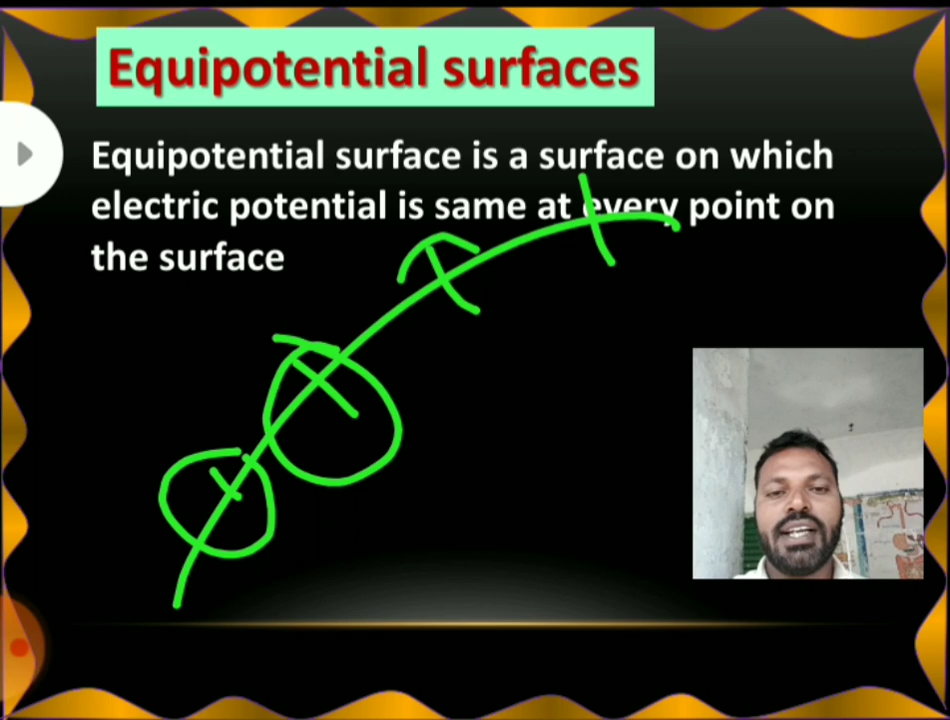 Equipotential surfaces
Equipotential surface is a surface on which
electric potential is same at every point on
the surface